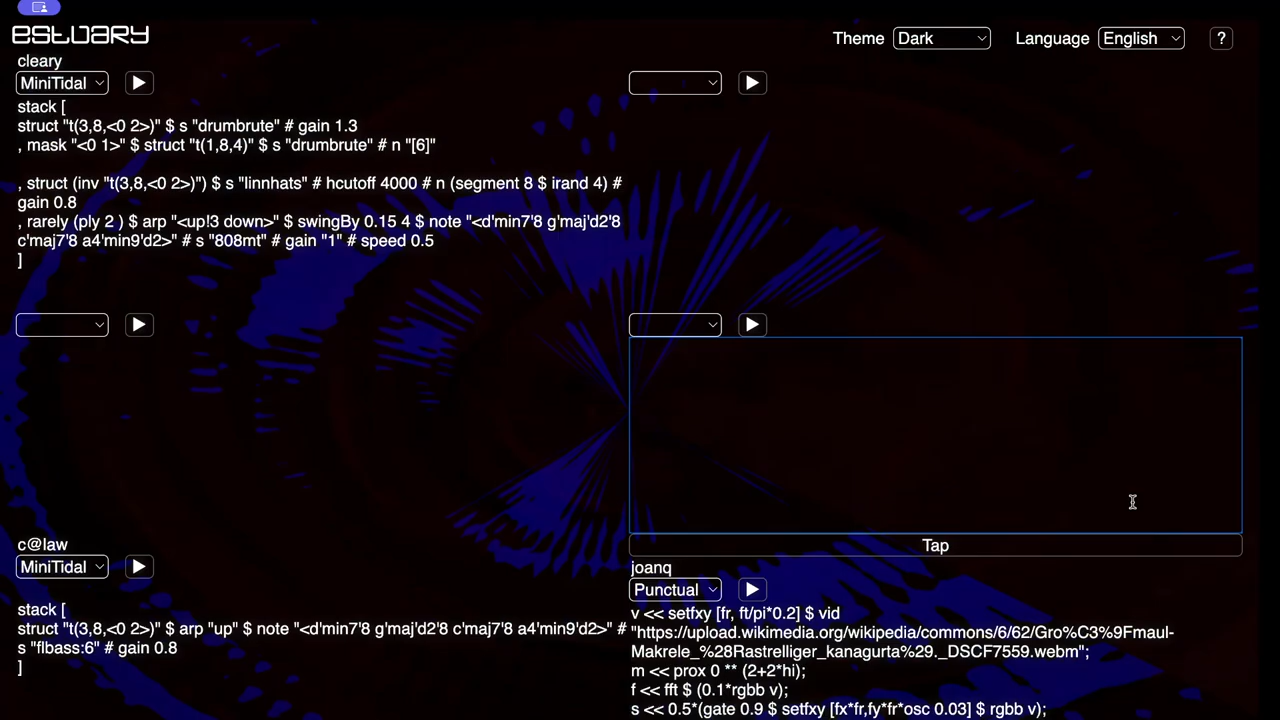 estuary
Theme Dark Language English ?
cleary
MiniTidal
stack [
struct "t(3,8,<0 2>)" $ s "drumbrute" # gain 1.3
, mask "<0 1>" $ struct "t(1,8,4)" $ s "drumbrute" # n "[6]"
, struct (inv "t(3,8,<0 2>)") $ s "linnhats" # hcutoff 4000 # n (segment 8 $ irand 4) #
gain 0.8
, rarely (ply 2 ) $ arp "<up!3 down>" $ swingBy 0.15 4 $ note "<d'min7'8 g'maj'd2'8
c'maj7'8 a4'min9'd2>" # s "808mt" # gain "1" # speed 0.5
]
c@law
MiniTidal
stack [
struct "t(3,8,<0 2>)" $ arp "up" $ note "<d'min7'8 g'maj'd2'8 c'maj7'8 a4'min9'd2>" #
s "flbass:6" # gain 0.8
]
Tap
joanq
Punctual
v << setfxy [fr, ft/pi*0.2] $ vid
"https://upload.wikimedia.org/wikipedia/commons/6/62/Gro%C3%9Fmaul-
Makrele_%28Rastrelliger_kanagurta%29._DSCF7559.webm";
m << prox 0 ** (2+2*hi);
f << fft $ (0.1*rgbb v);
s << 0.5*(gate 0.9 $ setfxy [fx*fr,fy*fr*osc 0.03] $ rgbb v);